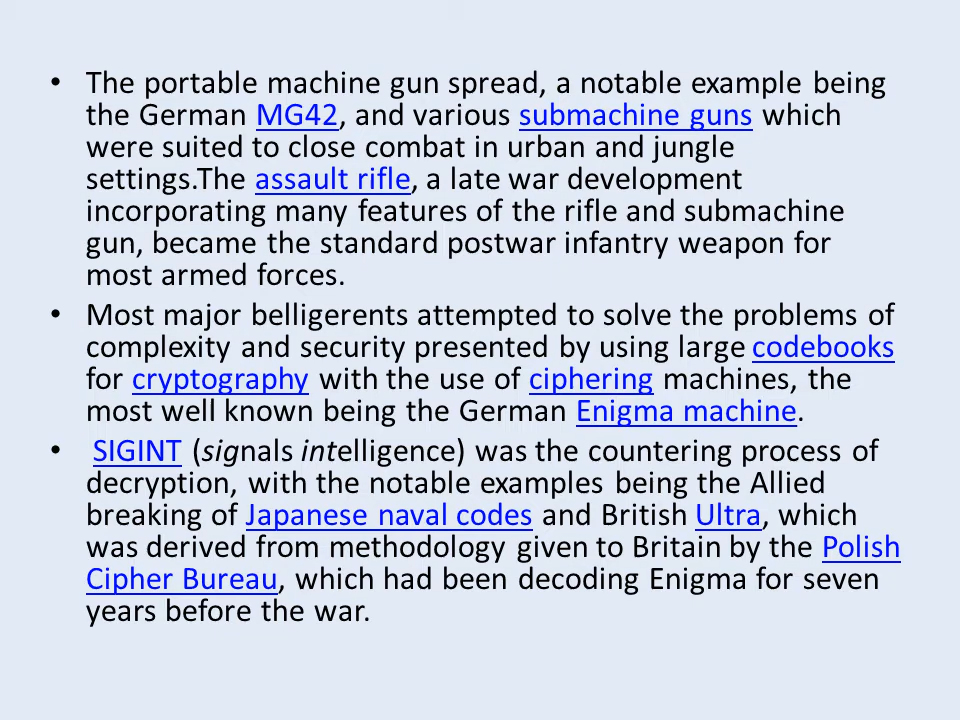 • The portable machine gun spread, a notable example being
the German MG42, and various submachine guns which
were suited to close combat in urban and jungle
settings.The assault rifle, a late war development
incorporating many features of the rifle and submachine
gun, became the standard postwar infantry weapon for
most armed forces.
• Most major belligerents attempted to solve the problems of
complexity and security presented by using large codebooks
for cryptography with the use of ciphering machines, the
most well known being the German Enigma machine.
• SIGINT (signals intelligence) was the countering process of
decryption, with the notable examples being the Allied
breaking of Japanese naval codes and British Ultra, which
was derived from methodology given to Britain by the Polish
Cipher Bureau, which had been decoding Enigma for seven
years before the war.